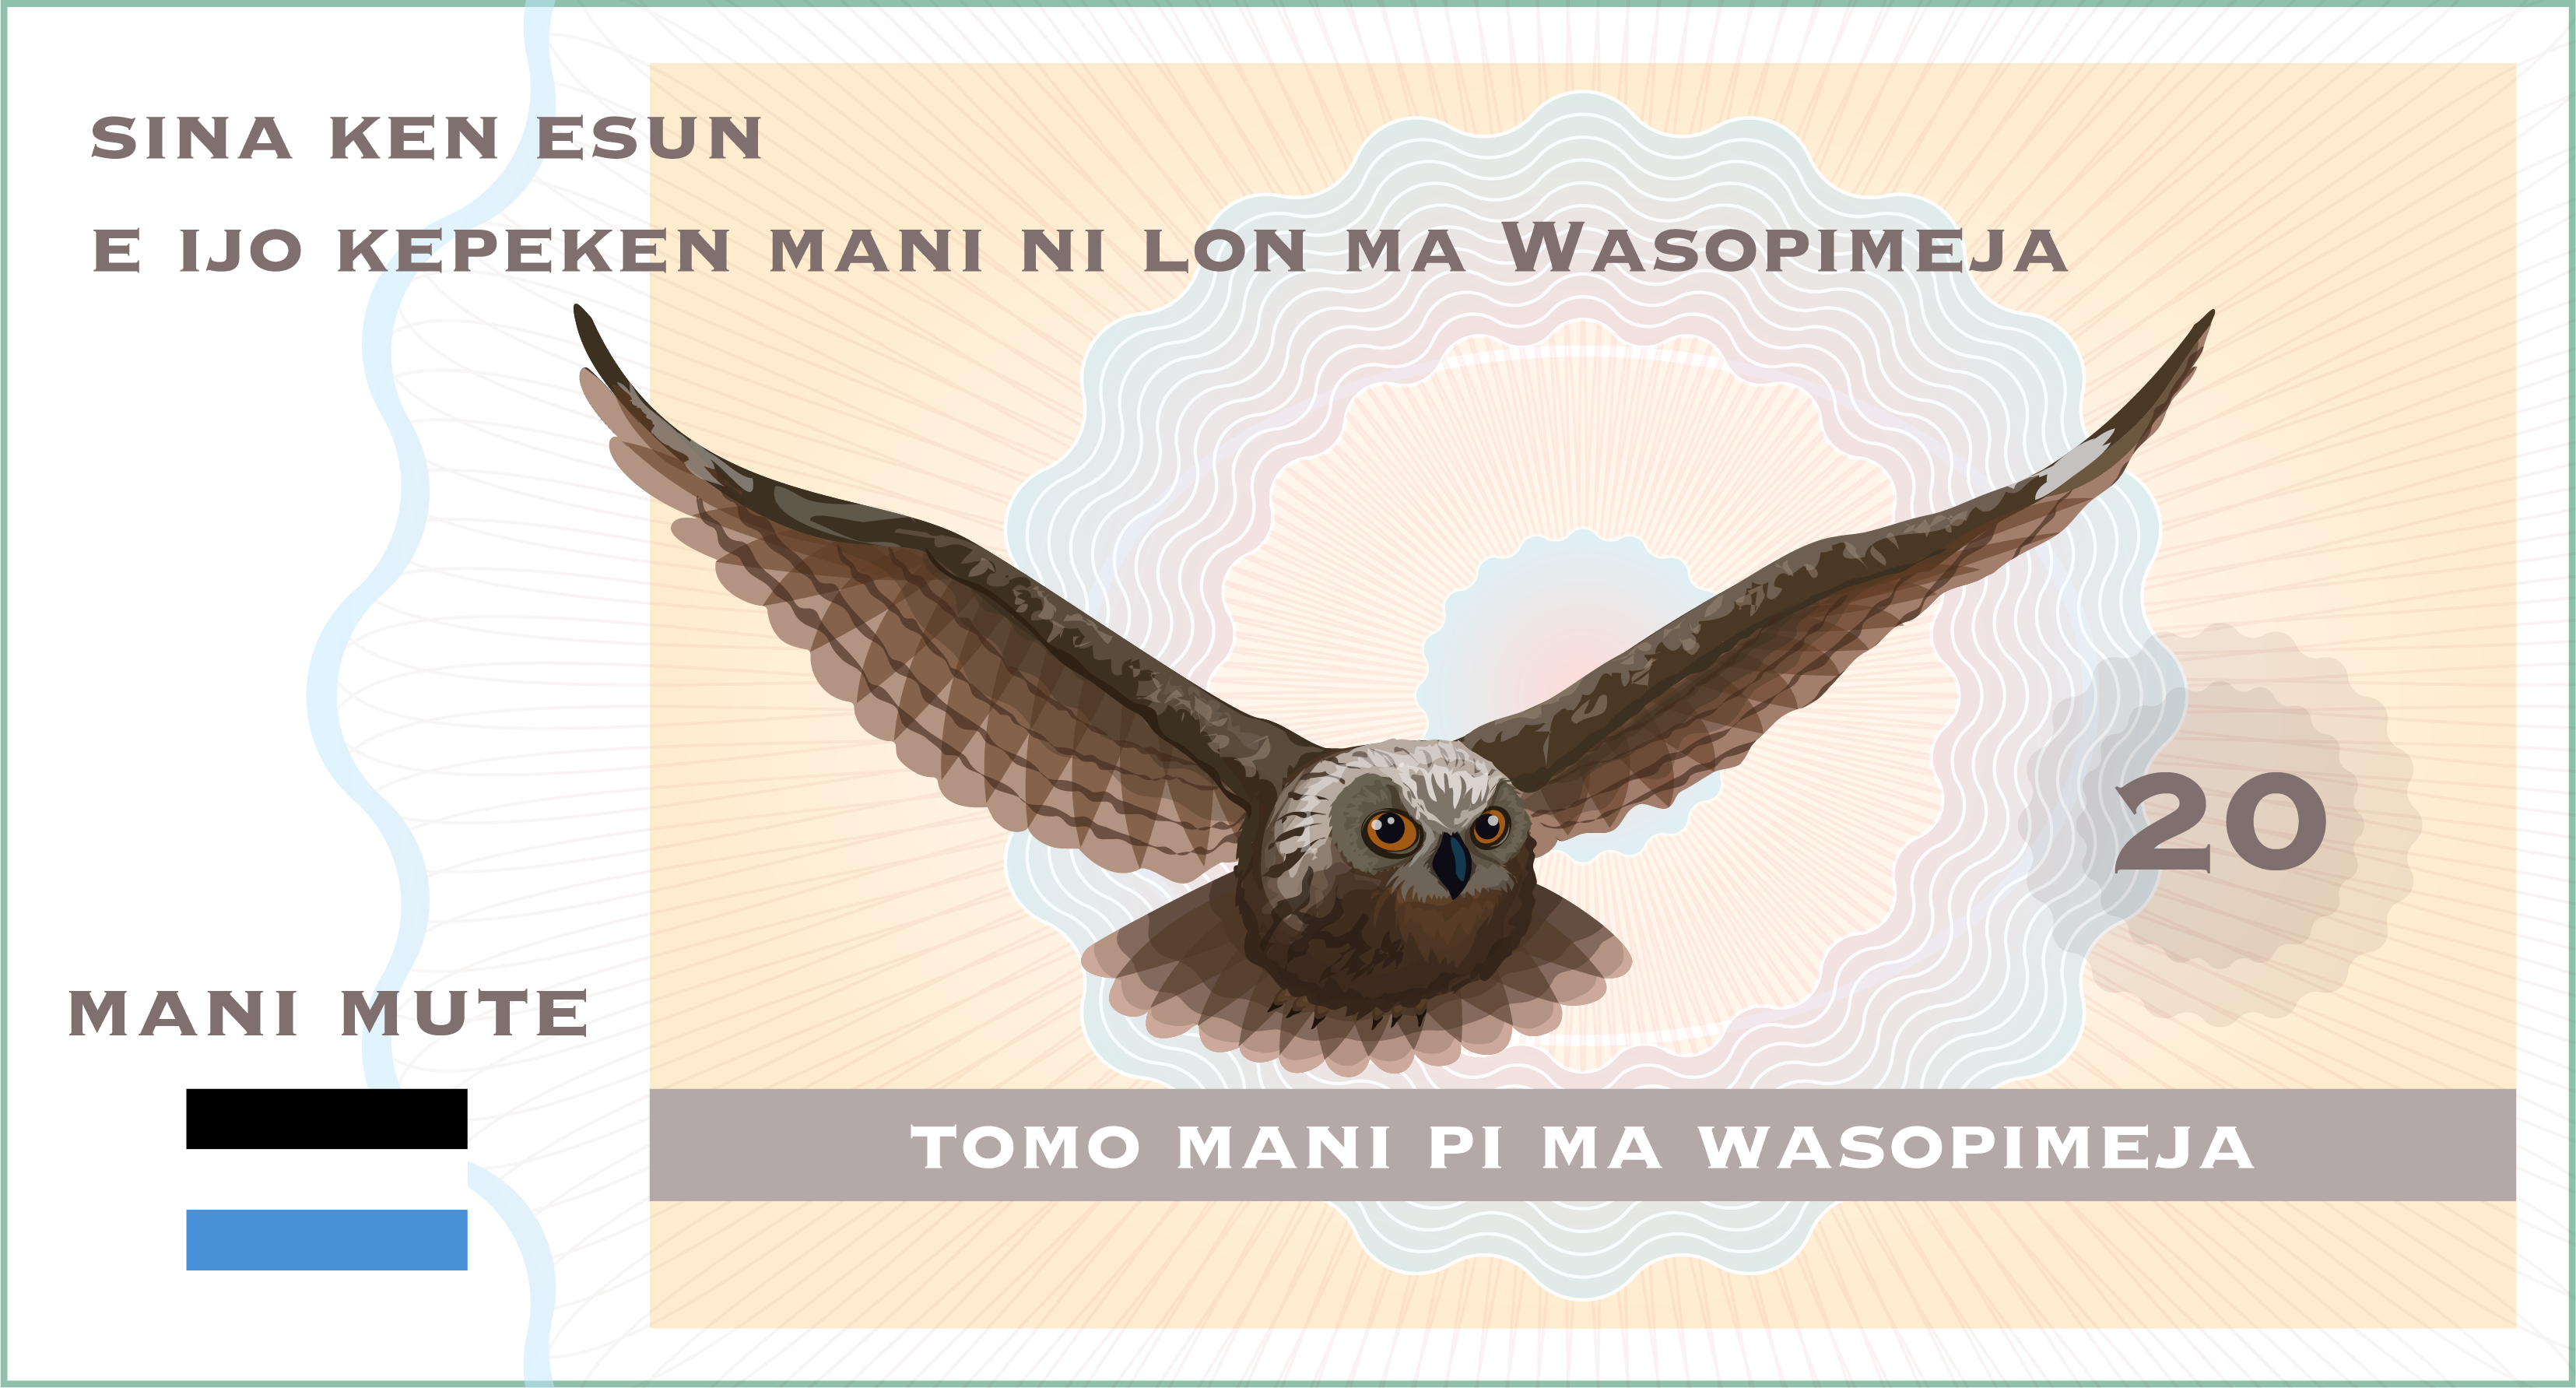 SINA KEN ESUN
E IJO KEPEKEN MANI NI LON MA WASOPIMEJA
20
MANI MUTE
TOMO MANI PI MA WASOPIMEJA